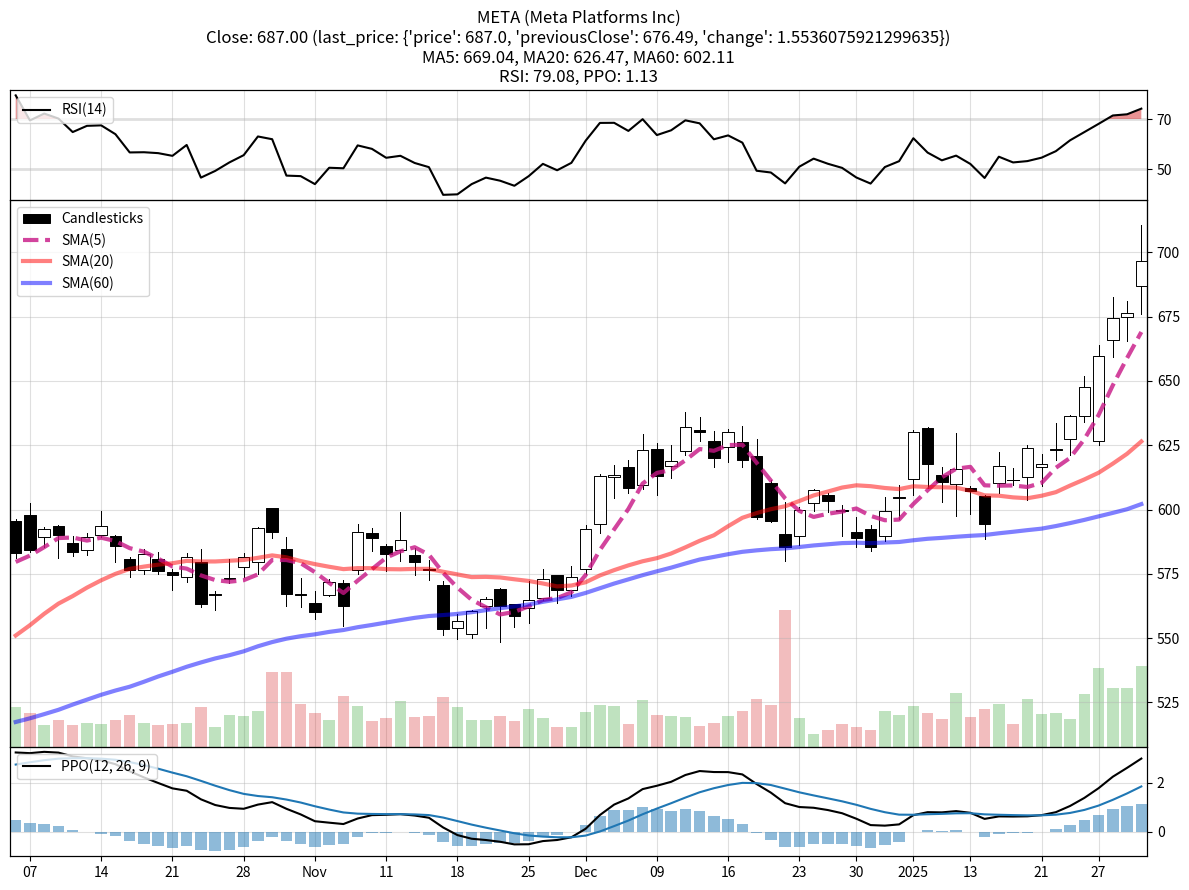 META (Meta Platforms Inc)
Close: 687.00 (last_price: {'price': 687.0, 'previousClose': 676.49, 'change': 1.5536075921299635})
MA5: 669.04, MA20: 626.47, MA60: 602.11
RSI: 79.08, PPO: 1.13
RSI(14)
70
50
Candlesticks
SMA(5)
SMA(20)
SMA(60)
700
675
650
625
600
575
550
525
PPO(12, 26, 9)
2
0
07 14 21 28 Nov 11 18 25 Dec 09 16 23 30 2025 13 21 27